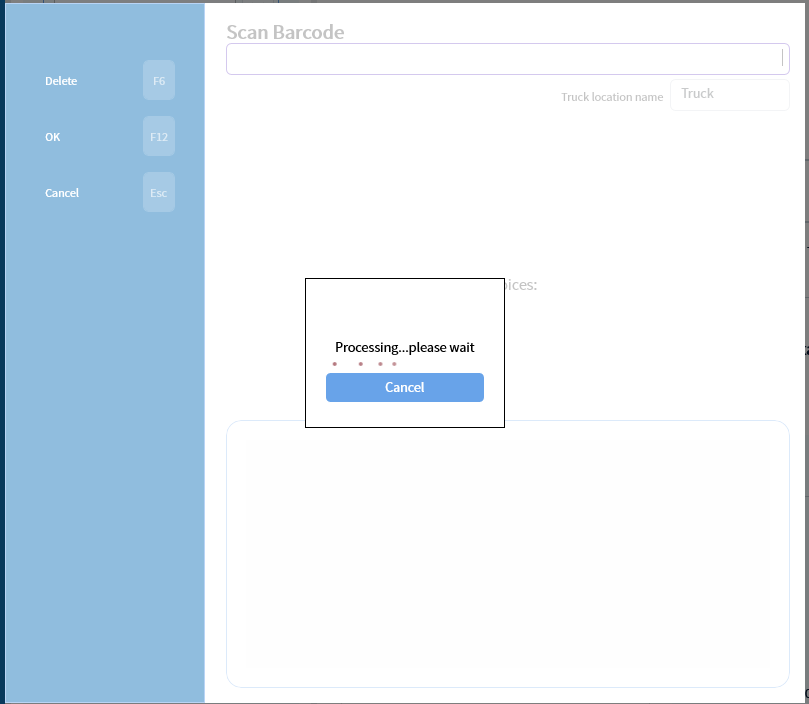 Scan Barcode
Delete F6
Truck location name Truck
OK F12
Cancel Esc
oices:
Processing...please wait
Cancel